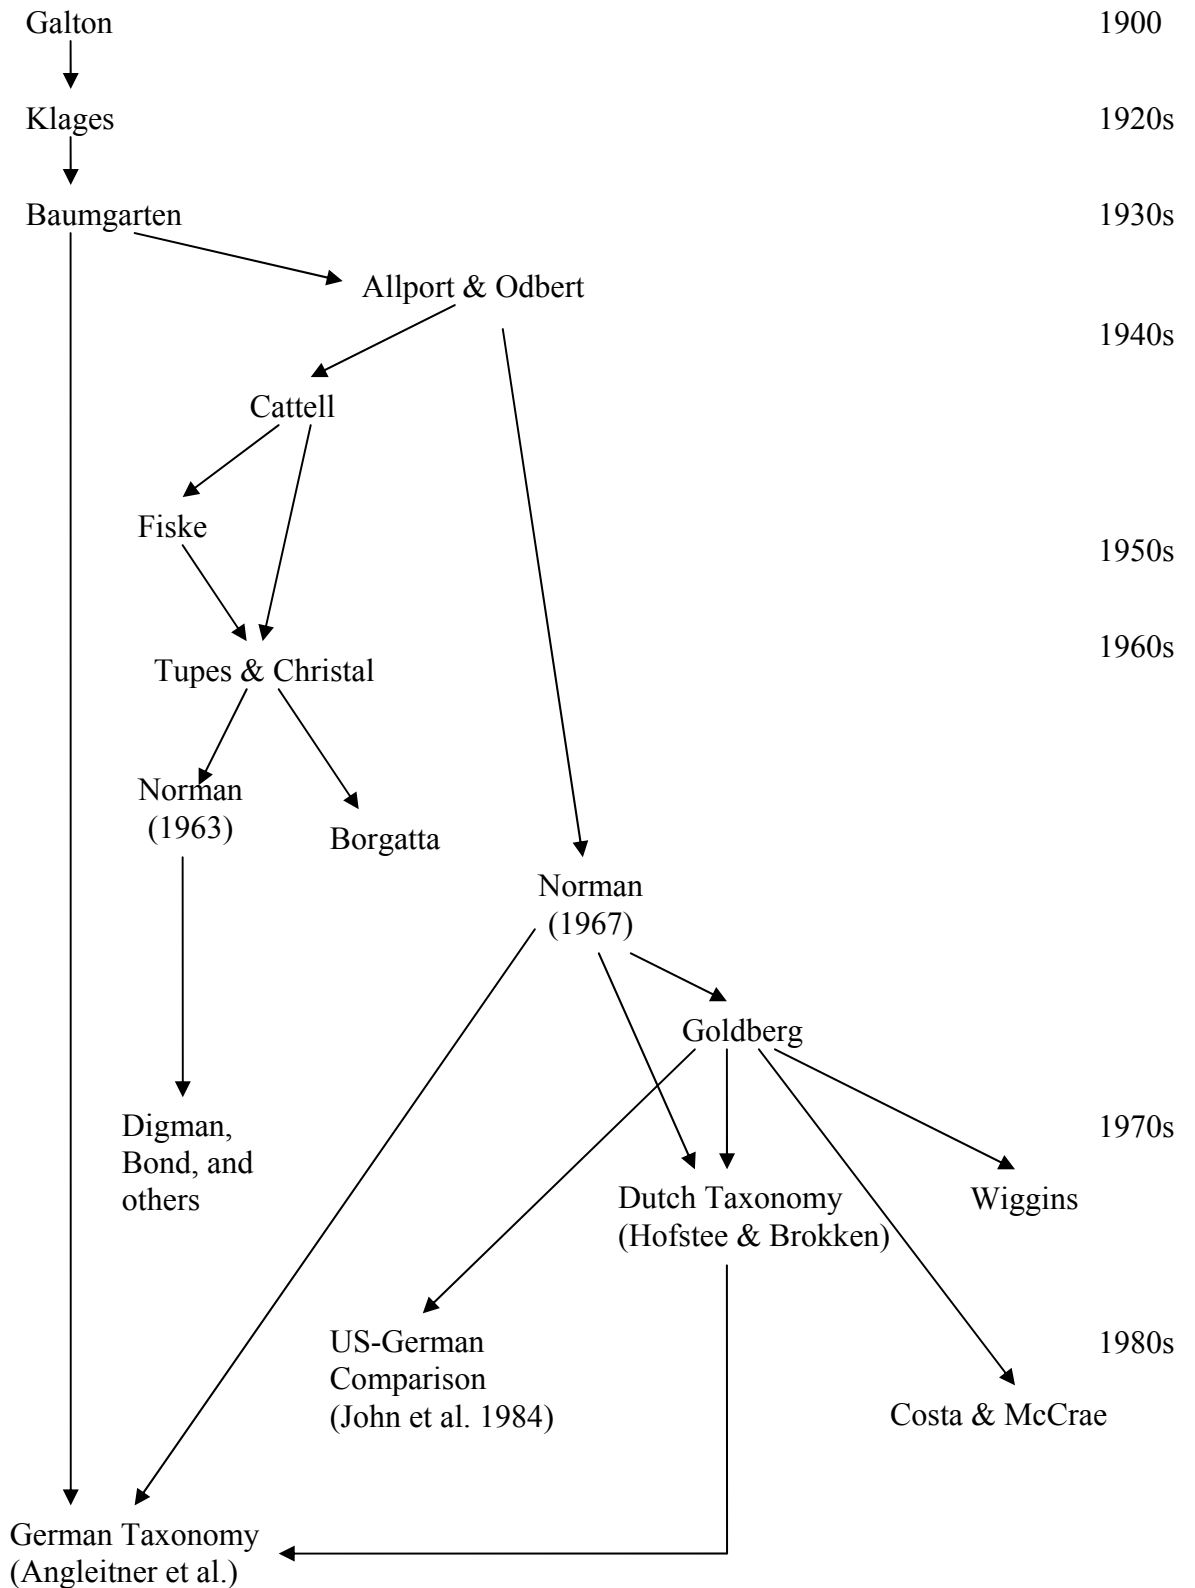 Galton
1900
Klages
1920s
Baumgarten
1930s
Allport & Odbert
1940s
Cattell
Fiske
1950s
1960s
Tupes & Christal
Norman
(1963)
Borgatta
Norman
(1967)
Goldberg
Digman,
Bond, and
others
1970s
Dutch Taxonomy
(Hofstee & Brokken)
Wiggins
US-German
Comparison
(John et al. 1984)
1980s
Costa & McCrae
German Taxonomy
(Angleitner et al.)